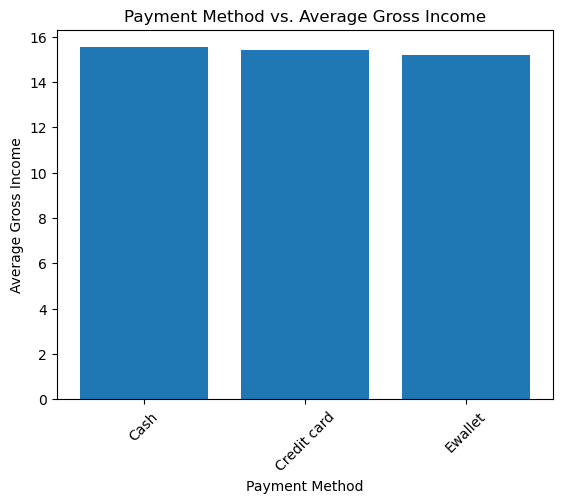 Payment Method vs. Average Gross Income
Average Gross Income
16
14
12
10
8
6
4
2
0
Cash
Credit card
Ewallet
Payment Method